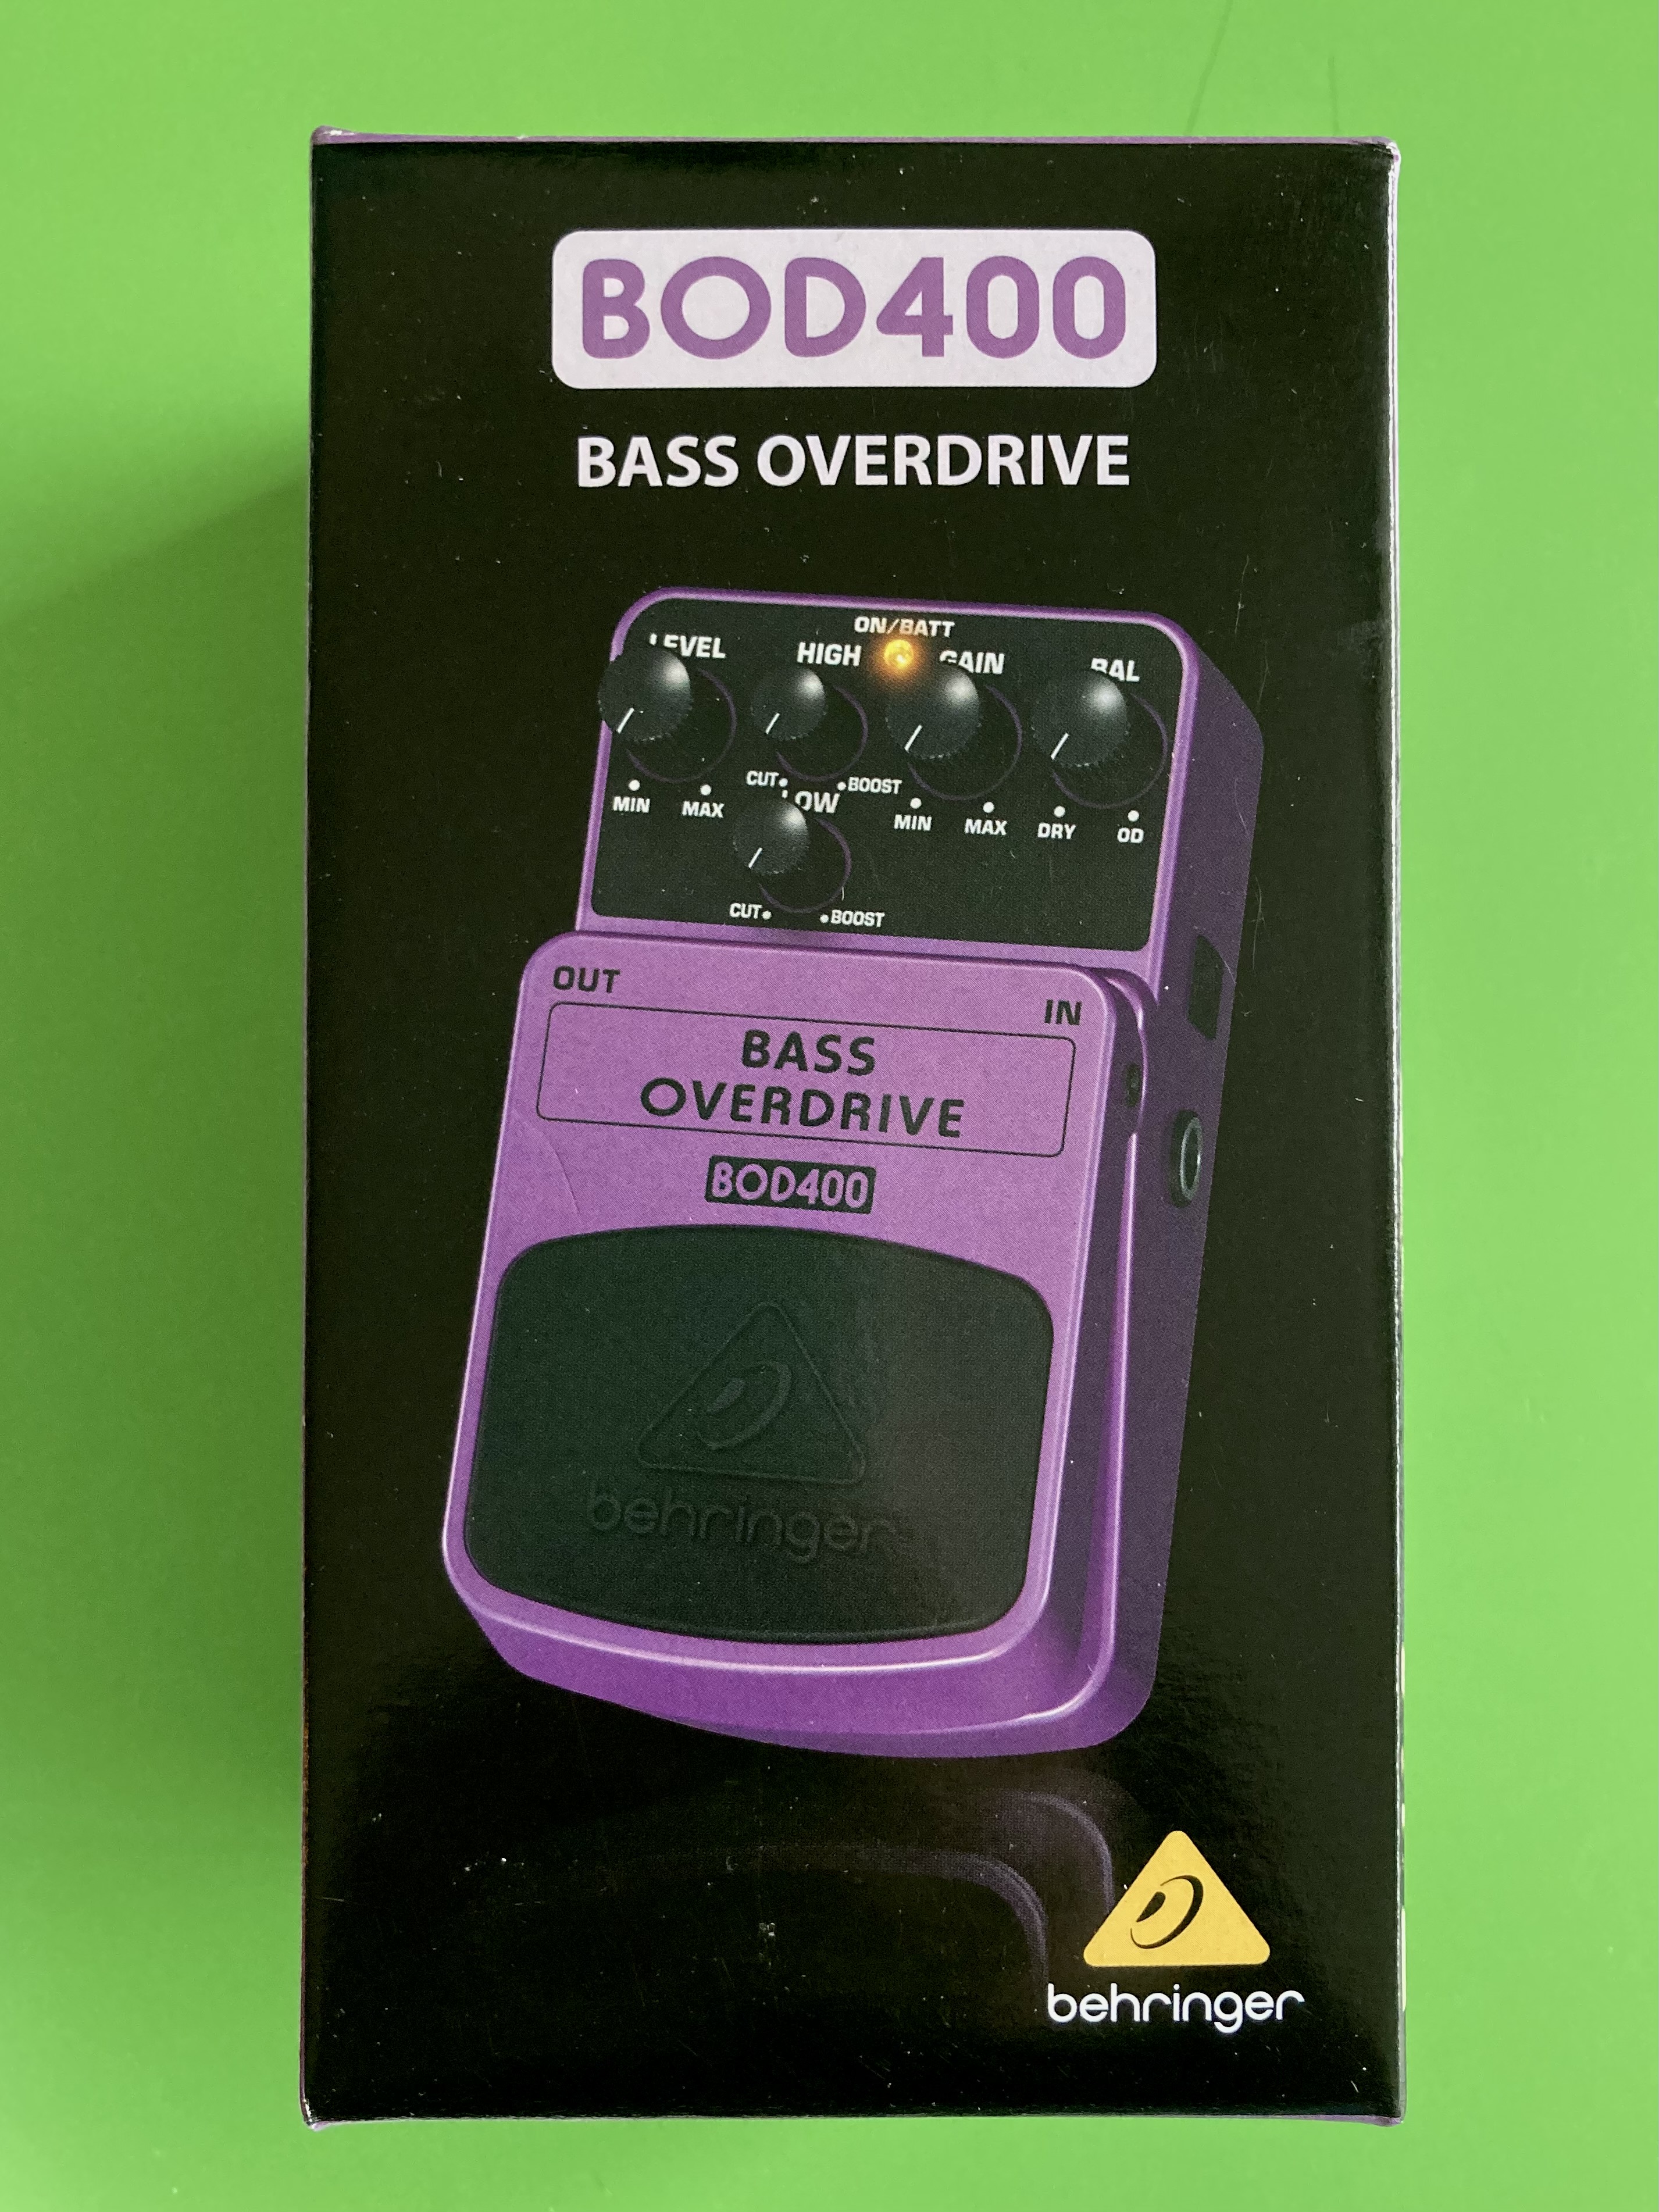 BOD400
BASS OVERDRIVE
ON/BATT
LEVEL HIGH GAIN BAL
CUT BOOST
MIN MAX LOW MIN MAX DRY OD
CUT BOOST
OUT IN
BASS
OVERDRIVE
BOD400
behringer
behringer